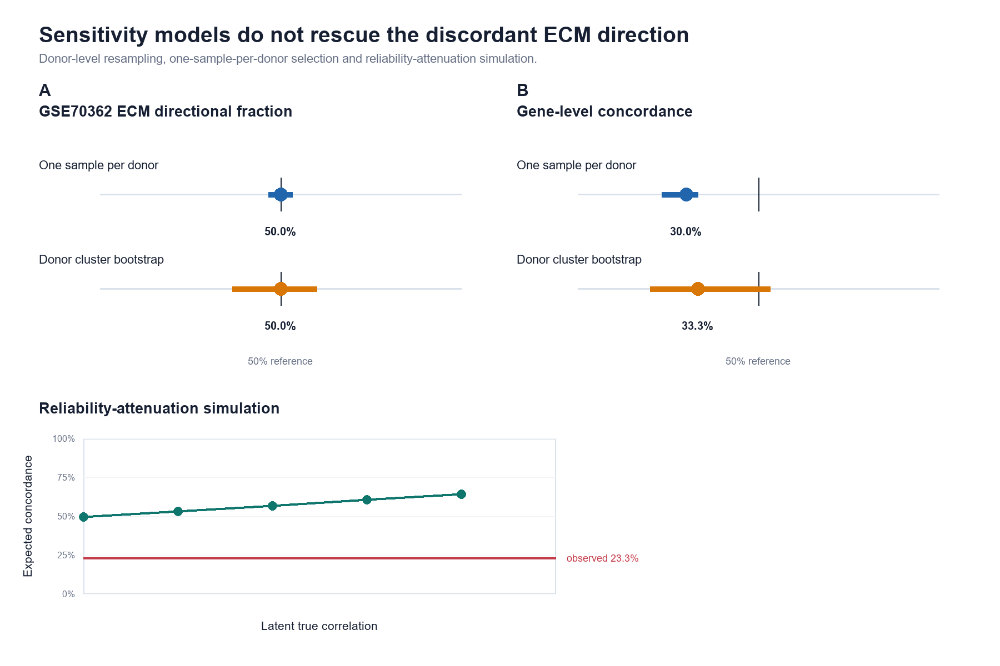 Sensitivity models do not rescue the discordant ECM direction
Donor-level resampling, one-sample-per-donor selection and reliability-attenuation simulation.
A
GSE70362 ECM directional fraction
One sample per donor
50.0%
Donor cluster bootstrap
50.0%
50% reference
B
Gene-level concordance
One sample per donor
30.0%
Donor cluster bootstrap
33.3%
50% reference
Reliability-attenuation simulation
Expected concordance
100%
75%
50%
25%
0%
observed 23.3%
Latent true correlation